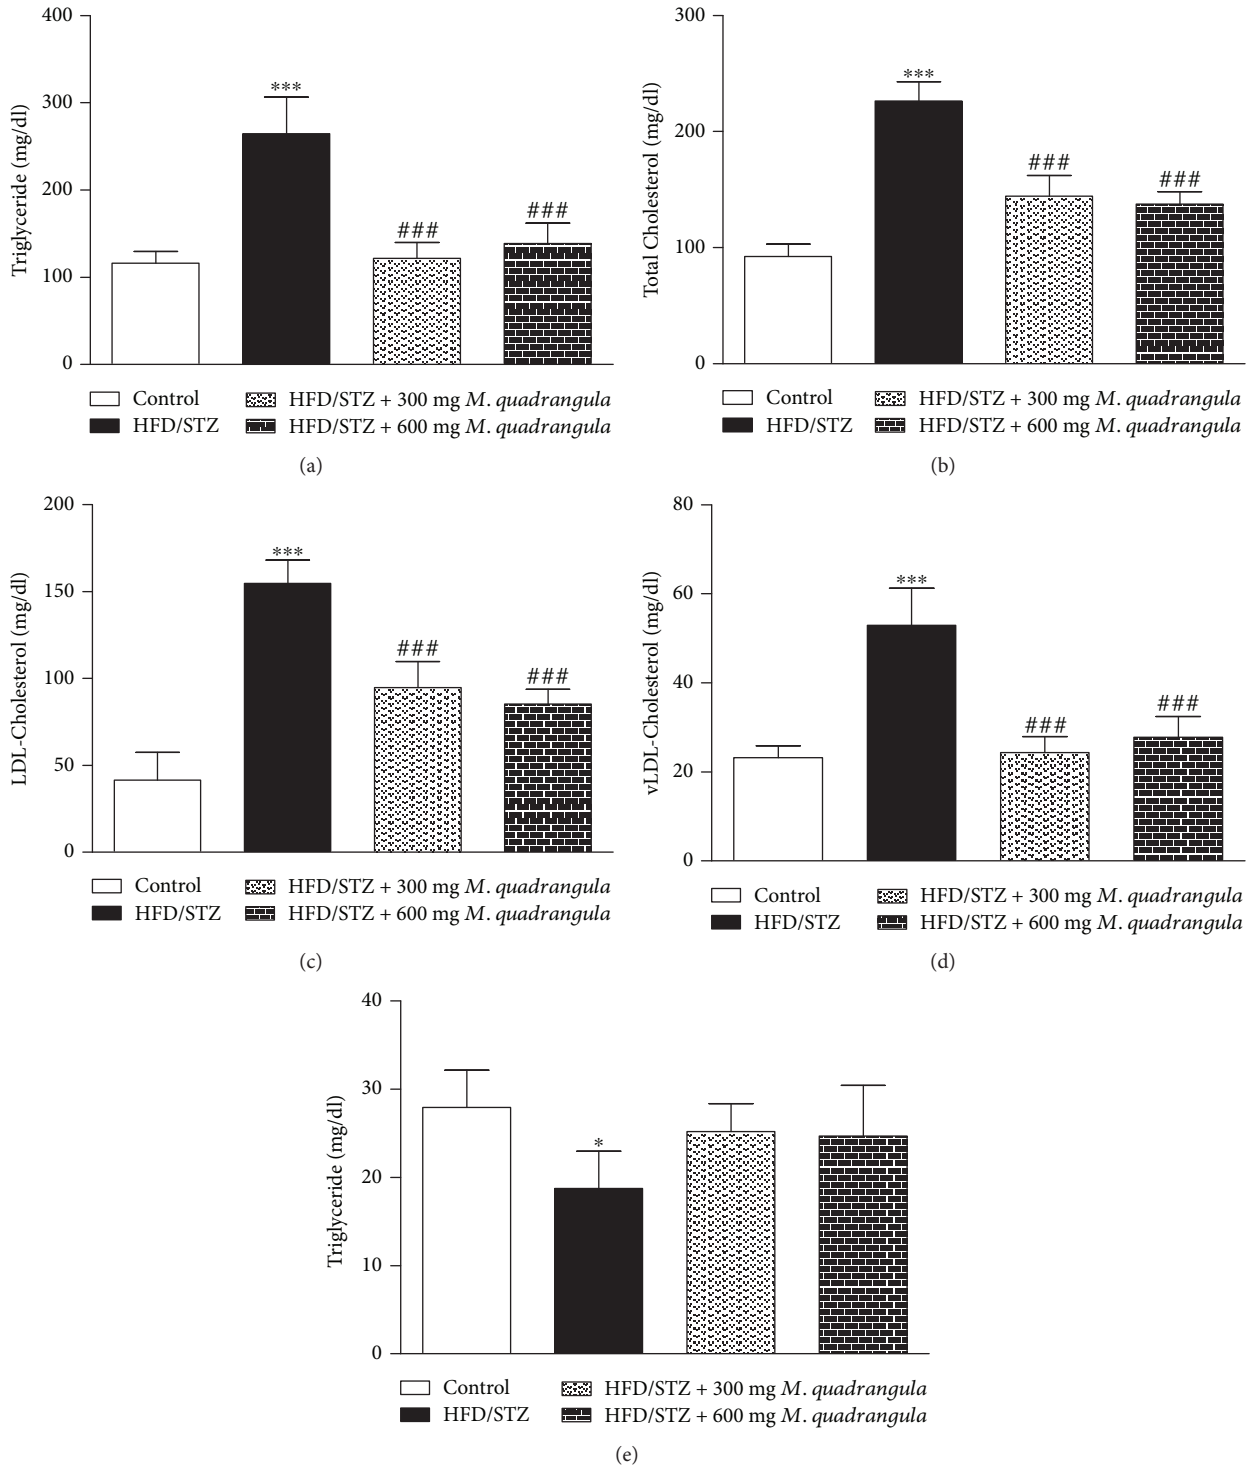 400
300
200
100
0
Triglyceride (mg/dl)
***
###
###
Control
HFD/STZ
HFD/STZ + 300 mg M. quadrangula
HFD/STZ + 600 mg M. quadrangula
(a)
300
200
100
0
Total Cholesterol (mg/dl)
***
###
###
Control
HFD/STZ
HFD/STZ + 300 mg M. quadrangula
HFD/STZ + 600 mg M. quadrangula
(b)
200
150
100
50
0
LDL-Cholesterol (mg/dl)
***
###
###
Control
HFD/STZ
HFD/STZ + 300 mg M. quadrangula
HFD/STZ + 600 mg M. quadrangula
(c)
80
60
40
20
0
vLDL-Cholesterol (mg/dl)
***
###
###
Control
HFD/STZ
HFD/STZ + 300 mg M. quadrangula
HFD/STZ + 600 mg M. quadrangula
(d)
40
30
20
10
0
Triglyceride (mg/dl)
*
Control
HFD/STZ
HFD/STZ + 300 mg M. quadrangula
HFD/STZ + 600 mg M. quadrangula
(e)